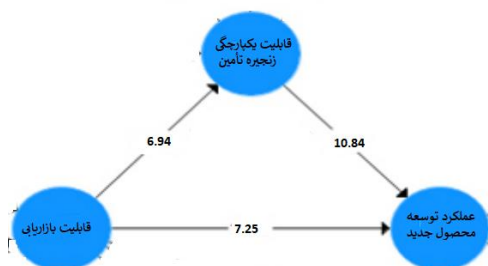 قابلیت یکپارچگی
زنجیره تأمین
6.94
10.84
قابلیت بازاریابی
7.25
عملکرد توسعه
محصول جدید